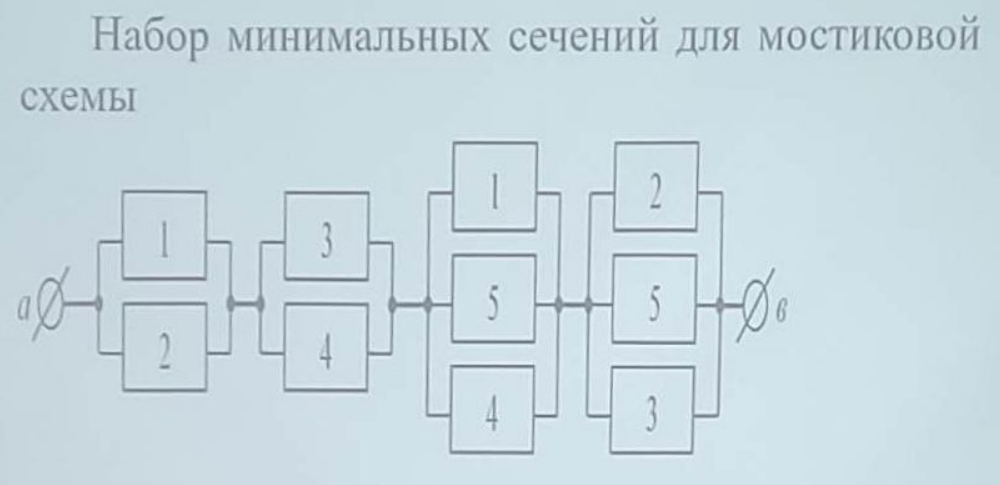 Набор минимальных сечений для мостиковой
схемы
1 3 1 2
a 5 5 в
2 4 4 3